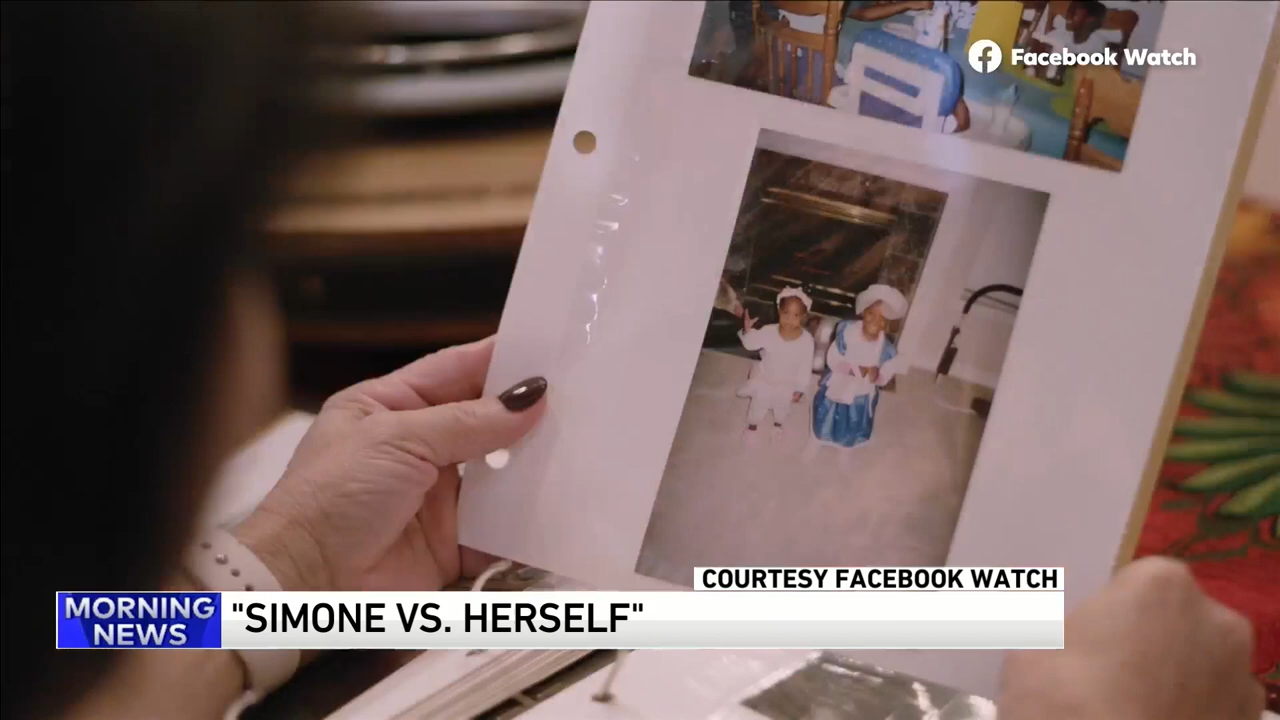 Facebook Watch
COURTESY FACEBOOK WATCH
MORNING
NEWS
"SIMONE VS. HERSELF"